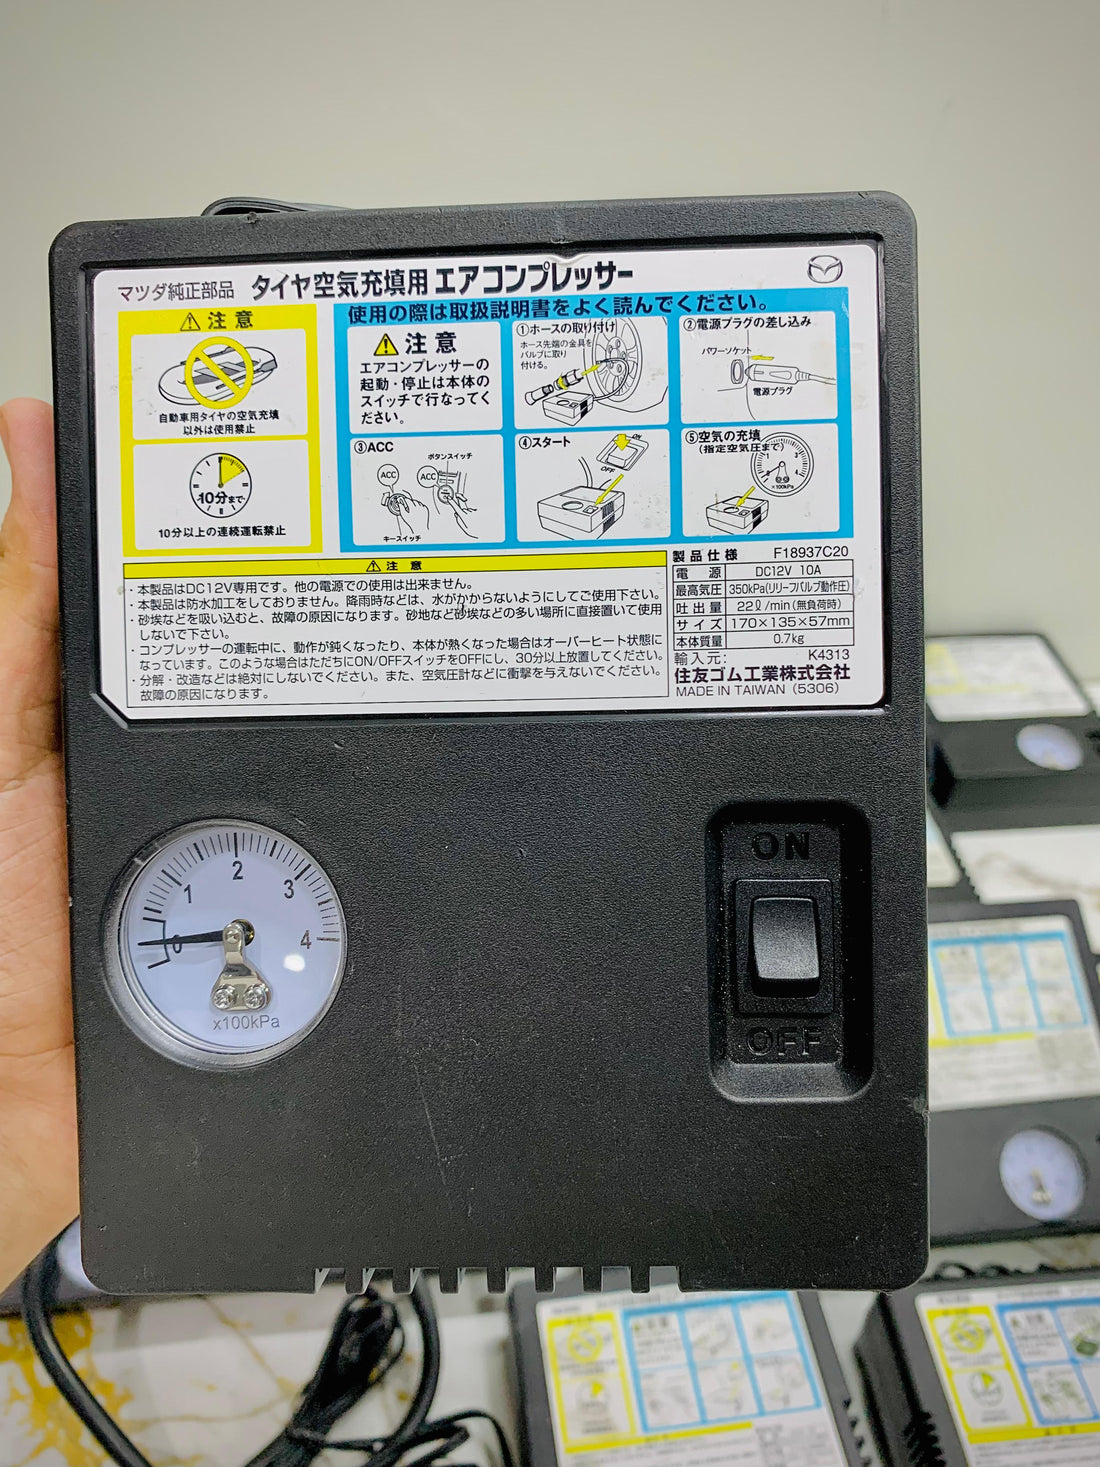 マツダ純正部品 タイヤ空気充填用エアコンプレッサー
⚠注意
自動車用タイヤの空気充填
以外は使用禁止
10分まで
10分以上の連続運転禁止
使用の際は取扱説明書をよく読んでください。
⚠注意
エアコンプレッサーの
起動・停止は本体の
スイッチで行なってく
ださい。
①ホースの取り付け
ホース先端の金具を
バルブに取り
付ける。
②電源プラグの差し込み
パワーソケット
電源プラグ
③ACC
ボタンスイッチ
ACC
ACC
キースイッチ
④スタート
ON
OFF
⑤空気の充填
(指定空気圧まで)
×100kPa
⚠注意
・本製品はDC12V専用です。他の電源での使用は出来ません。
・本製品は防水加工をしておりません。降雨時などは、水がかからないようにしてご使用下さい。
・砂埃などを吸い込むと、故障の原因になります。砂地など砂埃などの多い場所に直接置いて使用
しないで下さい。
・コンプレッサーの運転中に、動作が鈍くなったり、本体が熱くなった場合はオーバーヒート状態に
なっています。このような場合はただちにON/OFFスイッチをOFFにし、30分以上放置してください。
・分解・改造などは絶対にしないでください。また、空気圧計などに衝撃を与えないでください。
故障の原因になります。
製品仕様 F18937C20
電源 DC12V 10A
最高気圧 350kPa(リリーフバルブ動作圧)
吐出量 22ℓ/min(無負荷時)
サイズ 170×135×57mm
本体質量 0.7kg
輸入元: K4313
住友ゴム工業株式会社
MADE IN TAIWAN (5306)
0 1 2 3 4
x100kPa
ON
OFF